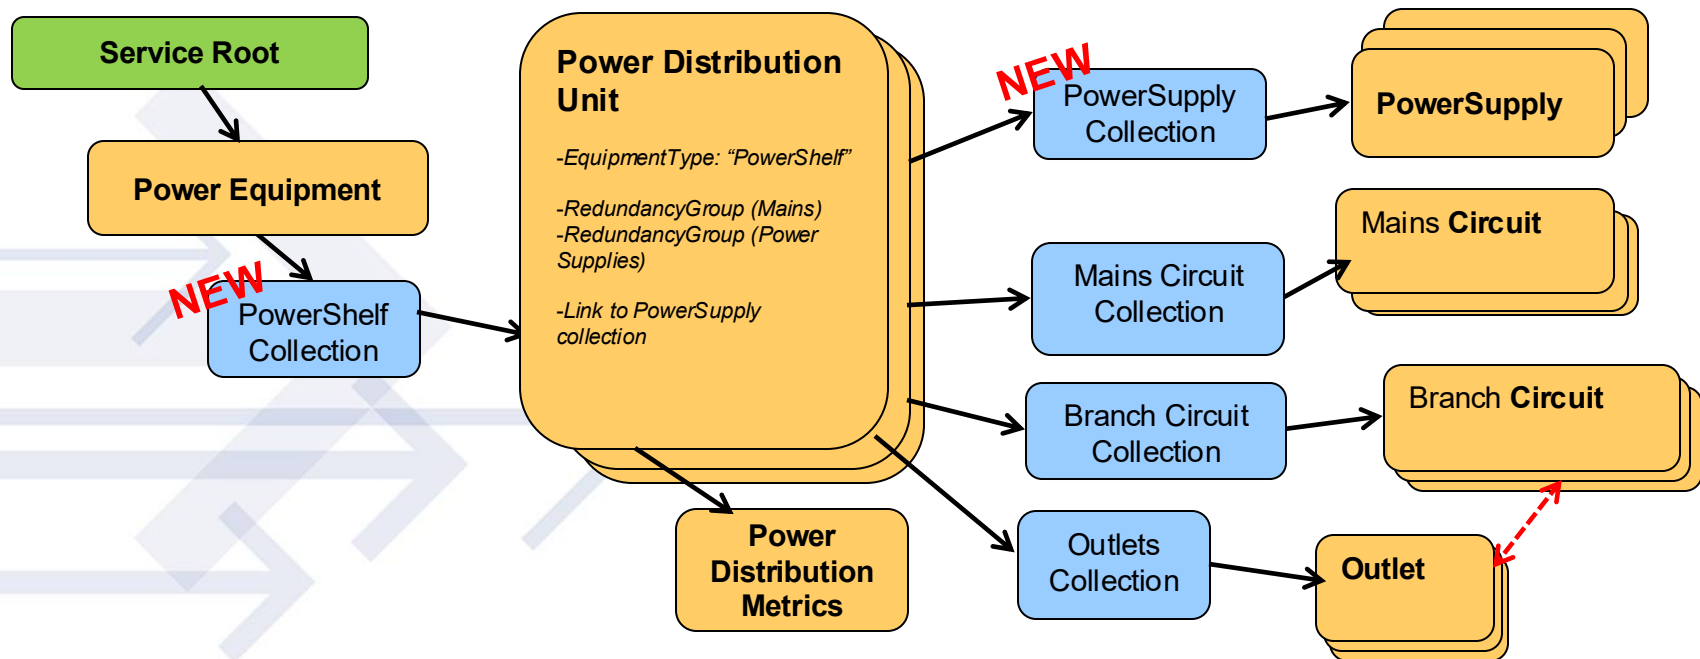 Service Root
Power Equipment
NEW
PowerShelf
Collection
Power Distribution
Unit
-EquipmentType: “PowerShelf”
-RedundancyGroup (Mains)
-RedundancyGroup (Power
Supplies)
-Link to PowerSupply
collection
Power
Distribution
Metrics
NEW
PowerSupply
Collection
PowerSupply
Mains Circuit
Collection
Mains Circuit
Branch Circuit
Collection
Branch Circuit
Outlets
Collection
Outlet